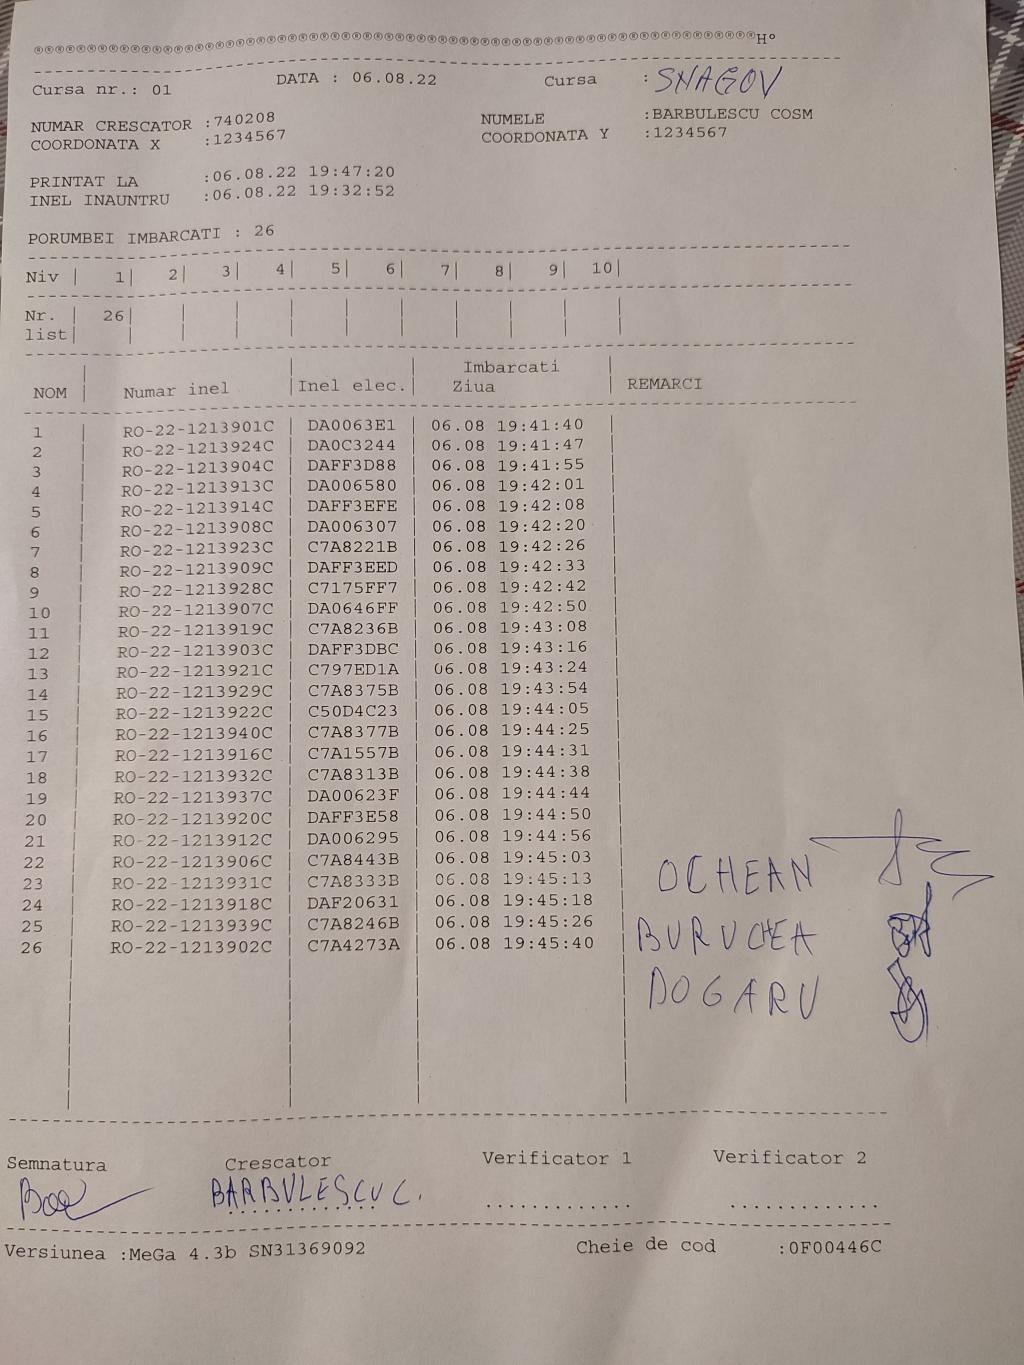 ®®®®®®®®®®®®®®®®®®®®®®®®®®®®®®®®®®®®®®®®®®®®®®®®®®®®®®®®®®®®®®®®®®®®®®H°
Cursa nr.: 01 DATA : 06.08.22 Cursa : SNAGOV
NUMAR CRESCATOR :740208 NUMELE :BARBULESCU COSM
COORDONATA X :1234567 COORDONATA Y :1234567
PRINTAT LA :06.08.22 19:47:20
INEL INAUNTRU :06.08.22 19:32:52
PORUMBEI IMBARCATI : 26
Niv | 1| 2| 3| 4| 5| 6| 7| 8| 9| 10|
Nr. | 26|
list|
Imbarcati
NOM | Numar inel |Inel elec.| Ziua | REMARCI
1 | RO-22-1213901C | DA0063E1 | 06.08 19:41:40 |
2 | RO-22-1213924C | DA0C3244 | 06.08 19:41:47 |
3 | RO-22-1213904C | DAFF3D88 | 06.08 19:41:55 |
4 | RO-22-1213913C | DA006580 | 06.08 19:42:01 |
5 | RO-22-1213914C | DAFF3EFE | 06.08 19:42:08 |
6 | RO-22-1213908C | DA006307 | 06.08 19:42:20 |
7 | RO-22-1213923C | C7A8221B | 06.08 19:42:26 |
8 | RO-22-1213909C | DAFF3EED | 06.08 19:42:33 |
9 | RO-22-1213928C | C7175FF7 | 06.08 19:42:42 |
10 | RO-22-1213907C | DA0646FF | 06.08 19:42:50 |
11 | RO-22-1213919C | C7A8236B | 06.08 19:43:08 |
12 | RO-22-1213903C | DAFF3DBC | 06.08 19:43:16 |
13 | RO-22-1213921C | C797ED1A | 06.08 19:43:24 |
14 | RO-22-1213929C | C7A8375B | 06.08 19:43:54 |
15 | RO-22-1213922C | C50D4C23 | 06.08 19:44:05 |
16 | RO-22-1213940C | C7A8377B | 06.08 19:44:25 |
17 | RO-22-1213916C | C7A1557B | 06.08 19:44:31 |
18 | RO-22-1213932C | C7A8313B | 06.08 19:44:38 |
19 | RO-22-1213937C | DA00623F | 06.08 19:44:44 |
20 | RO-22-1213920C | DAFF3E58 | 06.08 19:44:50 |
21 | RO-22-1213912C | DA006295 | 06.08 19:44:56 |
22 | RO-22-1213906C | C7A8443B | 06.08 19:45:03 |
23 | RO-22-1213931C | C7A8333B | 06.08 19:45:13 |
24 | RO-22-1213918C | DAF20631 | 06.08 19:45:18 |
25 | RO-22-1213939C | C7A8246B | 06.08 19:45:26 |
26 | RO-22-1213902C | C7A4273A | 06.08 19:45:40 |
OCHEAN
BURUCHEA
DOGARU
Semnatura Crescator Verificator 1 Verificator 2
BARBULESCU C.
Versiunea :MeGa 4.3b SN31369092 Cheie de cod :0F00446C